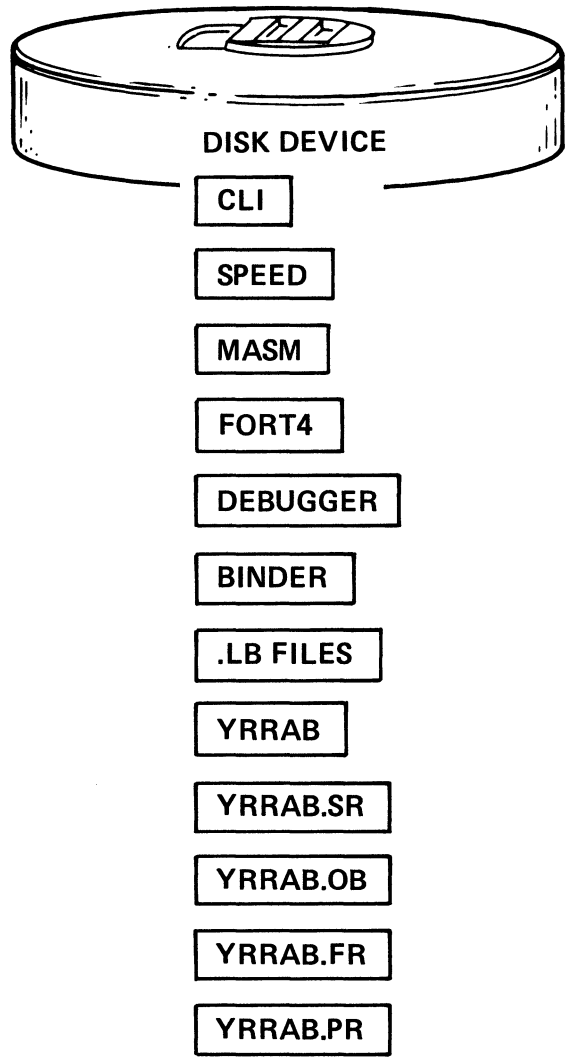 DISK DEVICE
CLI
SPEED
MASM
FORT4
DEBUGGER
BINDER
.LB FILES
YRRAB
YRRAB.SR
YRRAB.OB
YRRAB.FR
YRRAB.PR